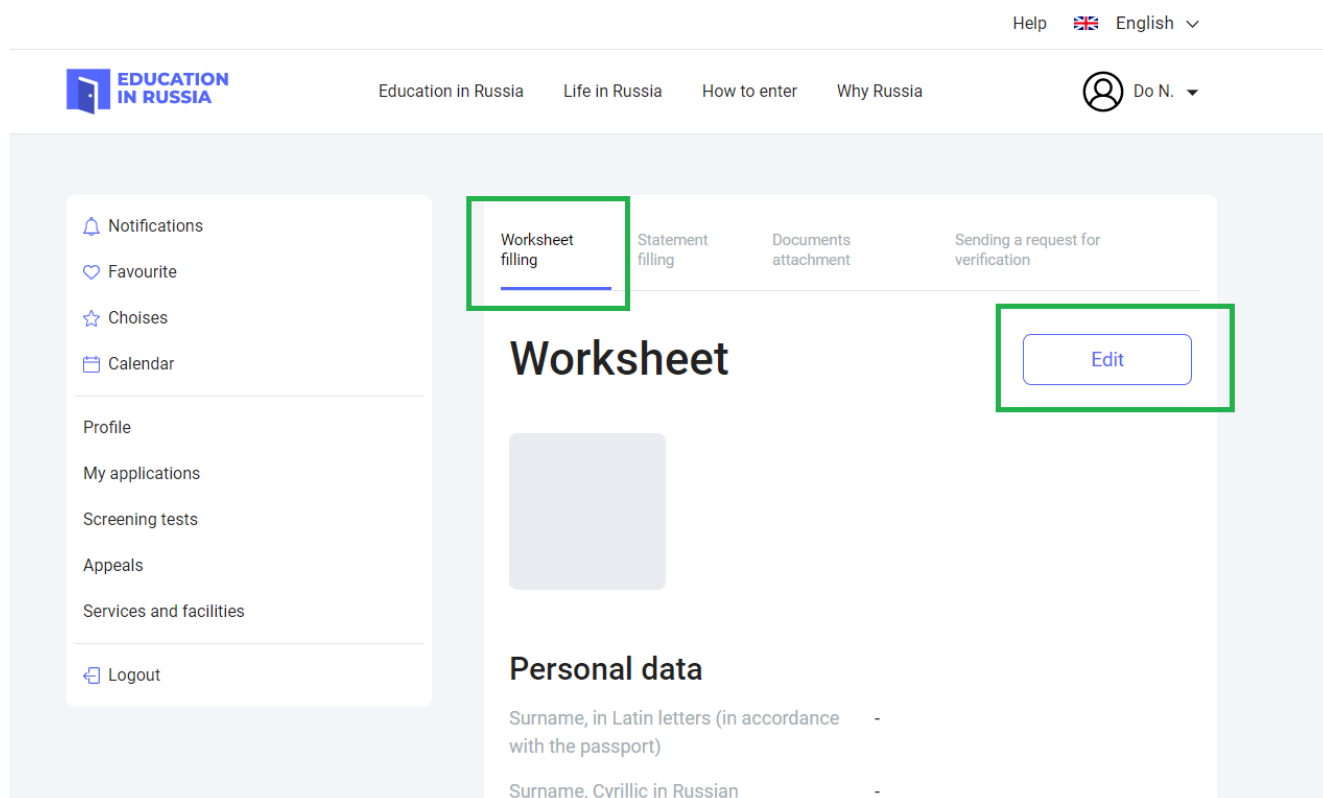 Help English
EDUCATION
IN RUSSIA
Education in Russia Life in Russia How to enter Why Russia Do N.
Notifications
Favourite
Choises
Calendar
Profile
My applications
Screening tests
Appeals
Services and facilities
Logout
Worksheet
filling
Statement
filling
Documents
attachment
Sending a request for
verification
Worksheet
Edit
Personal data
Surname, in Latin letters (in accordance -
with the passport)
Surname, Cyrillic in Russian -